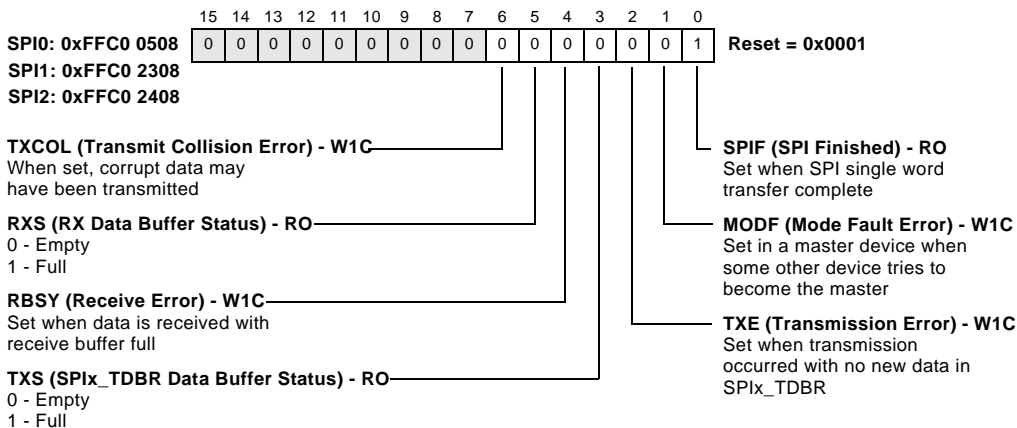 15 14 13 12 11 10 9 8 7 6 5 4 3 2 1 0
SPI0: 0xFFC0 0508 0 0 0 0 0 0 0 0 0 0 0 0 0 0 0 1 Reset = 0x0001
SPI1: 0xFFC0 2308
SPI2: 0xFFC0 2408
TXCOL (Transmit Collision Error) - W1C
When set, corrupt data may
have been transmitted
RXS (RX Data Buffer Status) - RO
0 - Empty
1 - Full
RBSY (Receive Error) - W1C
Set when data is received with
receive buffer full
TXS (SPIx_TDBR Data Buffer Status) - RO
0 - Empty
1 - Full
SPIF (SPI Finished) - RO
Set when SPI single word
transfer complete
MODF (Mode Fault Error) - W1C
Set in a master device when
some other device tries to
become the master
TXE (Transmission Error) - W1C
Set when transmission
occurred with no new data in
SPIx_TDBR